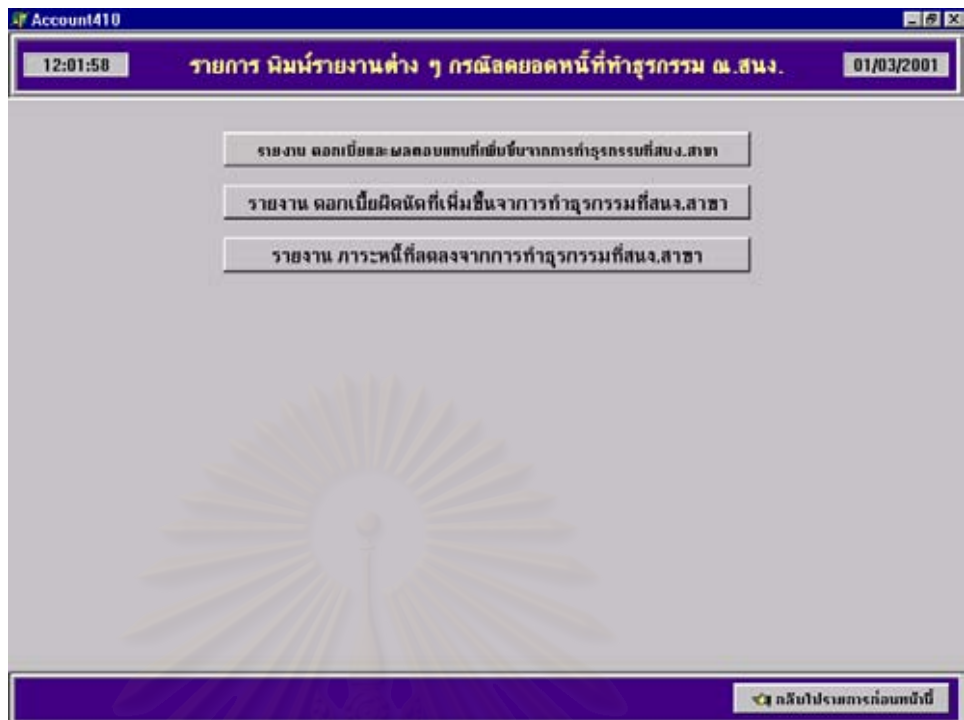 Account410
12:01:58
รายการ พิมพ์รายงานต่าง ๆ กรณีลดยอดหนี้ที่ทำธุรกรรม ณ.สนง.
01/03/2001
รายงาน ดอกเบี้ยและผลตอบแทนที่เพิ่มขึ้นจากการทำธุรกรรมที่สนง.สาขา
รายงาน ดอกเบี้ยผิดนัดที่เพิ่มขึ้นจาการทำธุรกรรมที่สนง.สาขา
รายงาน ภาระหนี้ที่ลดลงจากการทำธุรกรรมที่สนง.สาขา
กลับไปรายการก่อนหน้านี้